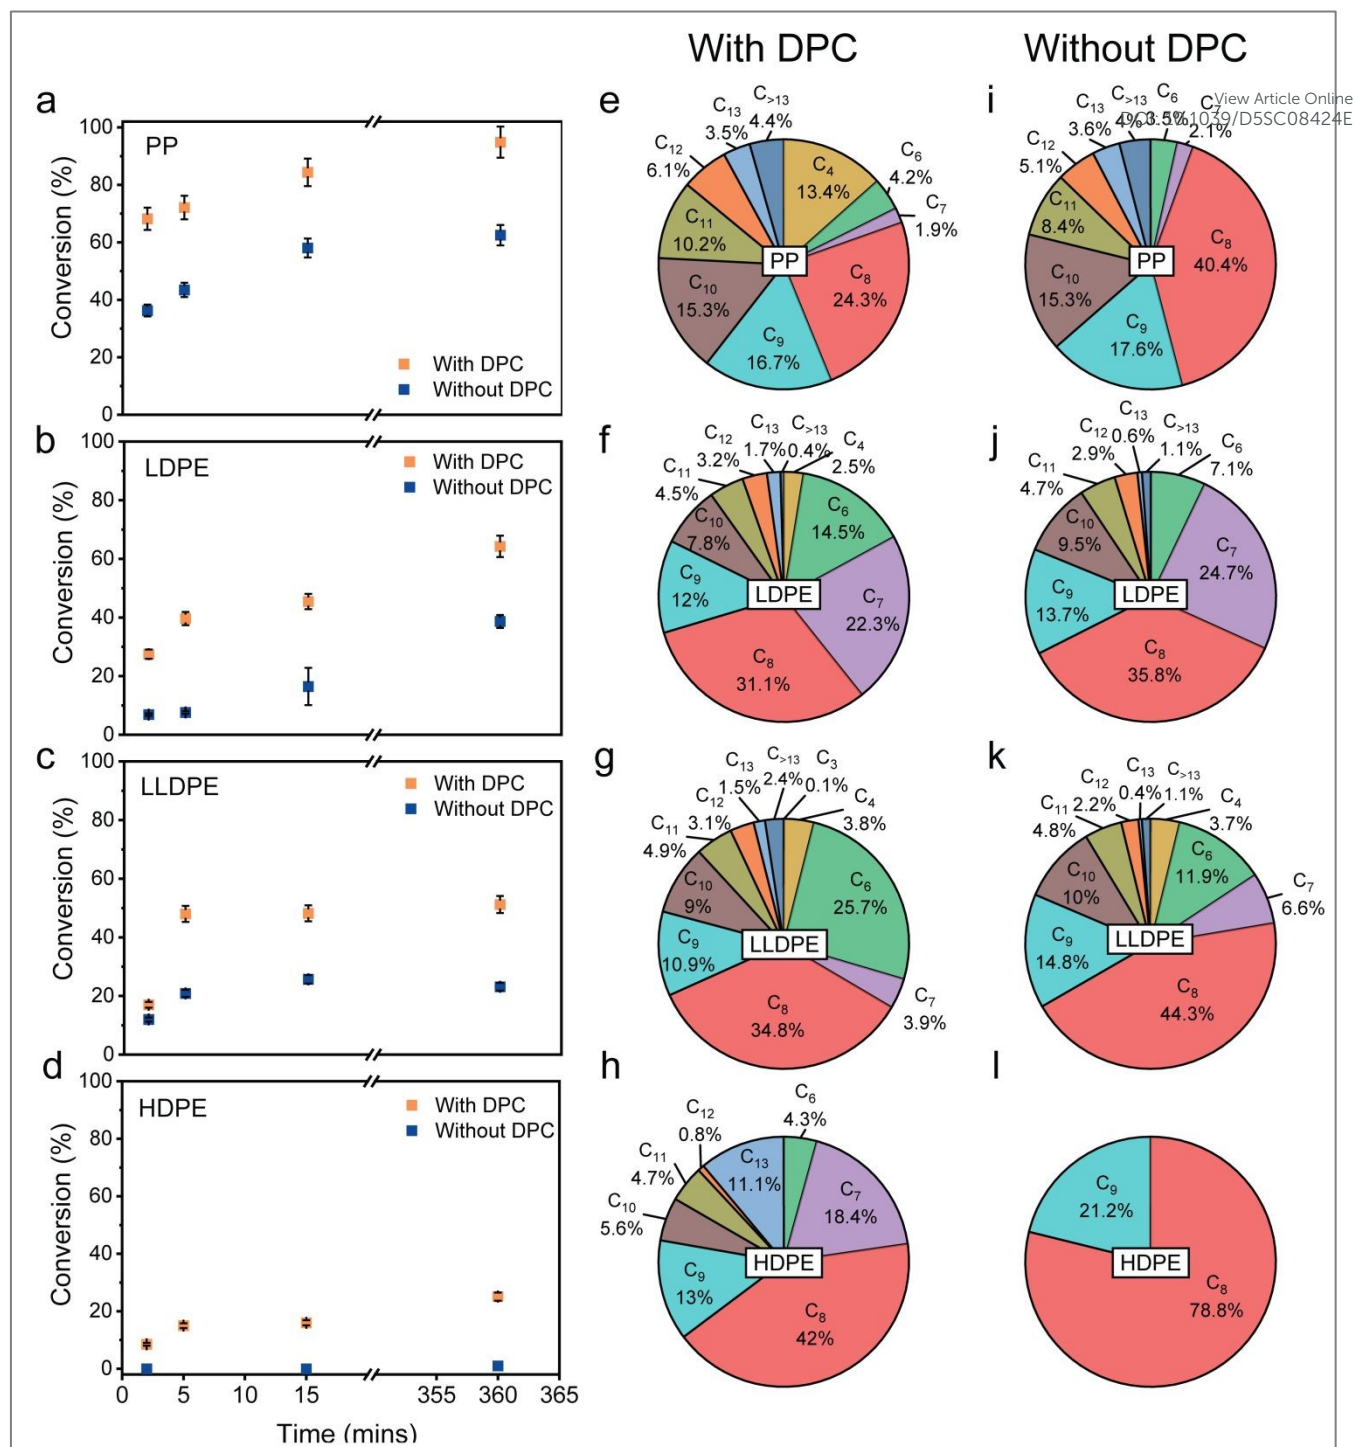 With DPC
Without DPC
View Article Online
a
PP
Conversion (%)
100
80
60
40
20
0
With DPC
Without DPC
b
LDPE
Conversion (%)
100
80
60
40
20
0
With DPC
Without DPC
c
LLDPE
Conversion (%)
100
80
60
40
20
0
With DPC
Without DPC
d
HDPE
Conversion (%)
100
80
60
40
20
0
With DPC
Without DPC
0 5 10 15 355 360 365
Time (mins)
e
PP
C4
13.4%
C6
4.2%
C7
1.9%
C8
24.3%
C9
16.7%
C10
15.3%
C11
10.2%
C12
6.1%
C13
3.5%
C>13
4.4%
i
PP
C6
3.5%
C7
2.1%
C8
40.4%
C9
17.6%
C10
15.3%
C11
8.4%
C12
5.1%
C13
3.6%
C>13
4%
1039/D5SC08424E
f
LDPE
C4
2.5%
C6
14.5%
C7
22.3%
C8
31.1%
C9
12%
C10
7.8%
C11
4.5%
C12
3.2%
C13
1.7%
C>13
0.4%
j
LDPE
C6
7.1%
C7
24.7%
C8
35.8%
C9
13.7%
C10
9.5%
C11
4.7%
C12
2.9%
C13
0.6%
C>13
1.1%
g
LLDPE
C3
0.1%
C4
3.8%
C6
25.7%
C7
3.9%
C8
34.8%
C9
10.9%
C10
9%
C11
4.9%
C12
3.1%
C13
1.5%
C>13
2.4%
k
LLDPE
C4
3.7%
C6
11.9%
C7
6.6%
C8
44.3%
C9
14.8%
C10
10%
C11
4.8%
C12
2.2%
C13
0.4%
C>13
1.1%
h
HDPE
C6
4.3%
C7
18.4%
C8
42%
C9
13%
C10
5.6%
C11
4.7%
C12
0.8%
C13
11.1%
l
HDPE
C8
78.8%
C9
21.2%